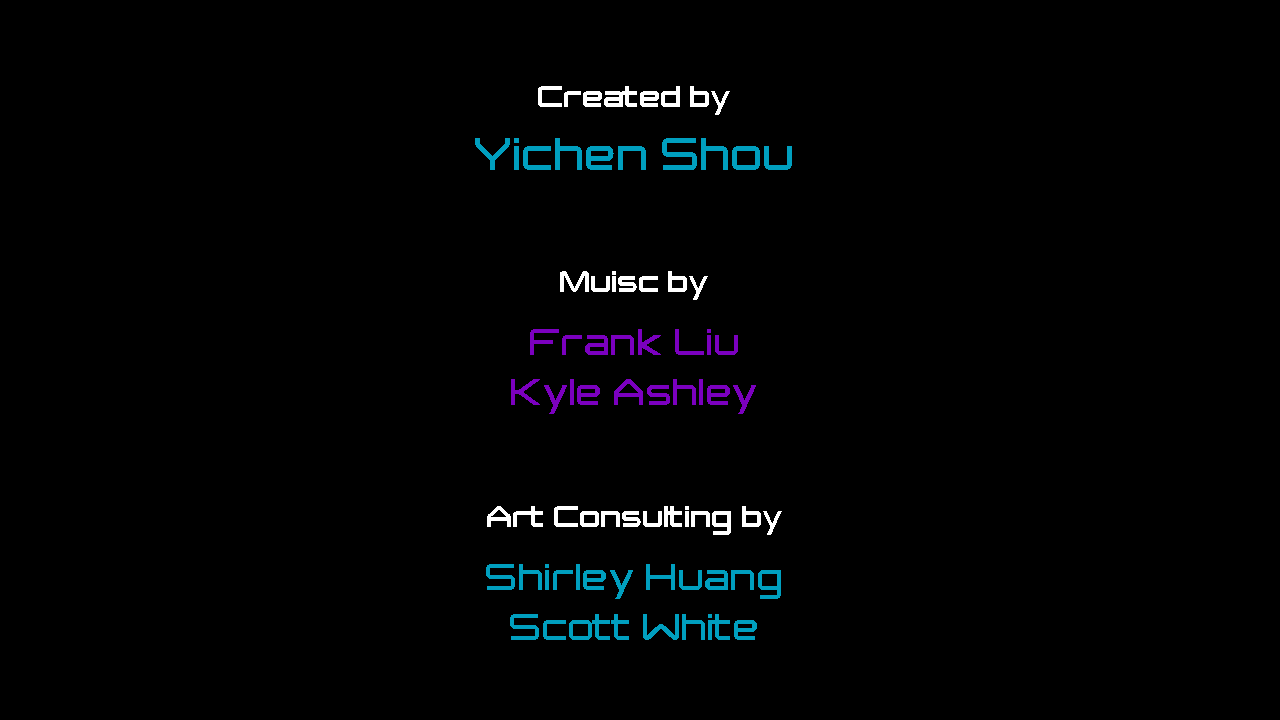 Created by
Yichen Shou
Muisc by
Frank Liu
Kyle Ashley
Art Consulting by
Shirley Huang
Scott White